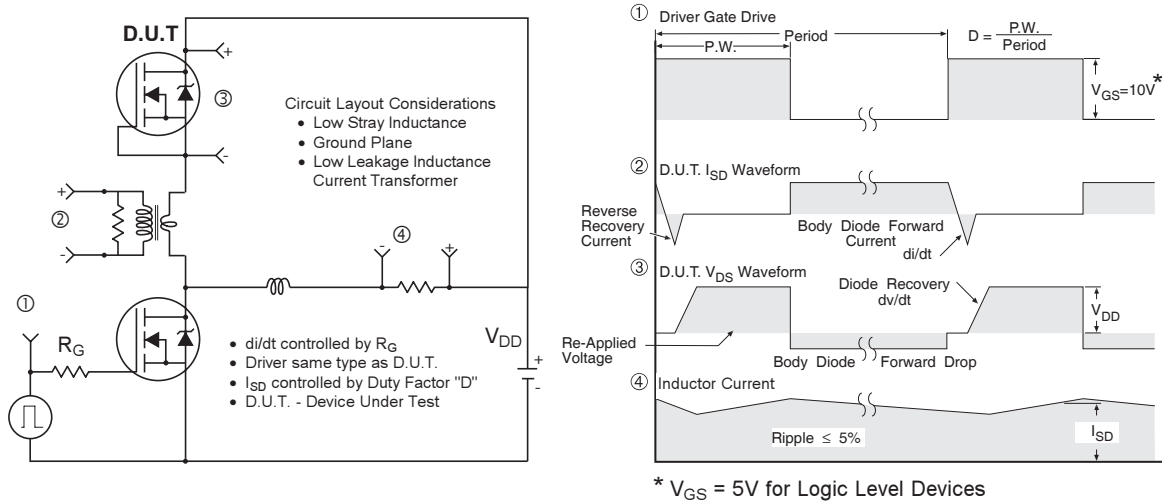 D.U.T
+
③
-
Circuit Layout Considerations
• Low Stray Inductance
• Ground Plane
• Low Leakage Inductance
Current Transformer
+
②
-
④
-
+
①
R_G
V_DD
+
-
• di/dt controlled by R_G
• Driver same type as D.U.T.
• I_SD controlled by Duty Factor "D"
• D.U.T. - Device Under Test
① Driver Gate Drive
P.W.
Period
D = P.W. / Period
V_GS=10V*
② D.U.T. I_SD Waveform
Reverse
Recovery
Current
Body Diode Forward
Current
di/dt
③ D.U.T. V_DS Waveform
Diode Recovery
dv/dt
V_DD
Re-Applied
Voltage
Body Diode Forward Drop
④ Inductor Current
Ripple ≤ 5%
I_SD
* V_GS = 5V for Logic Level Devices